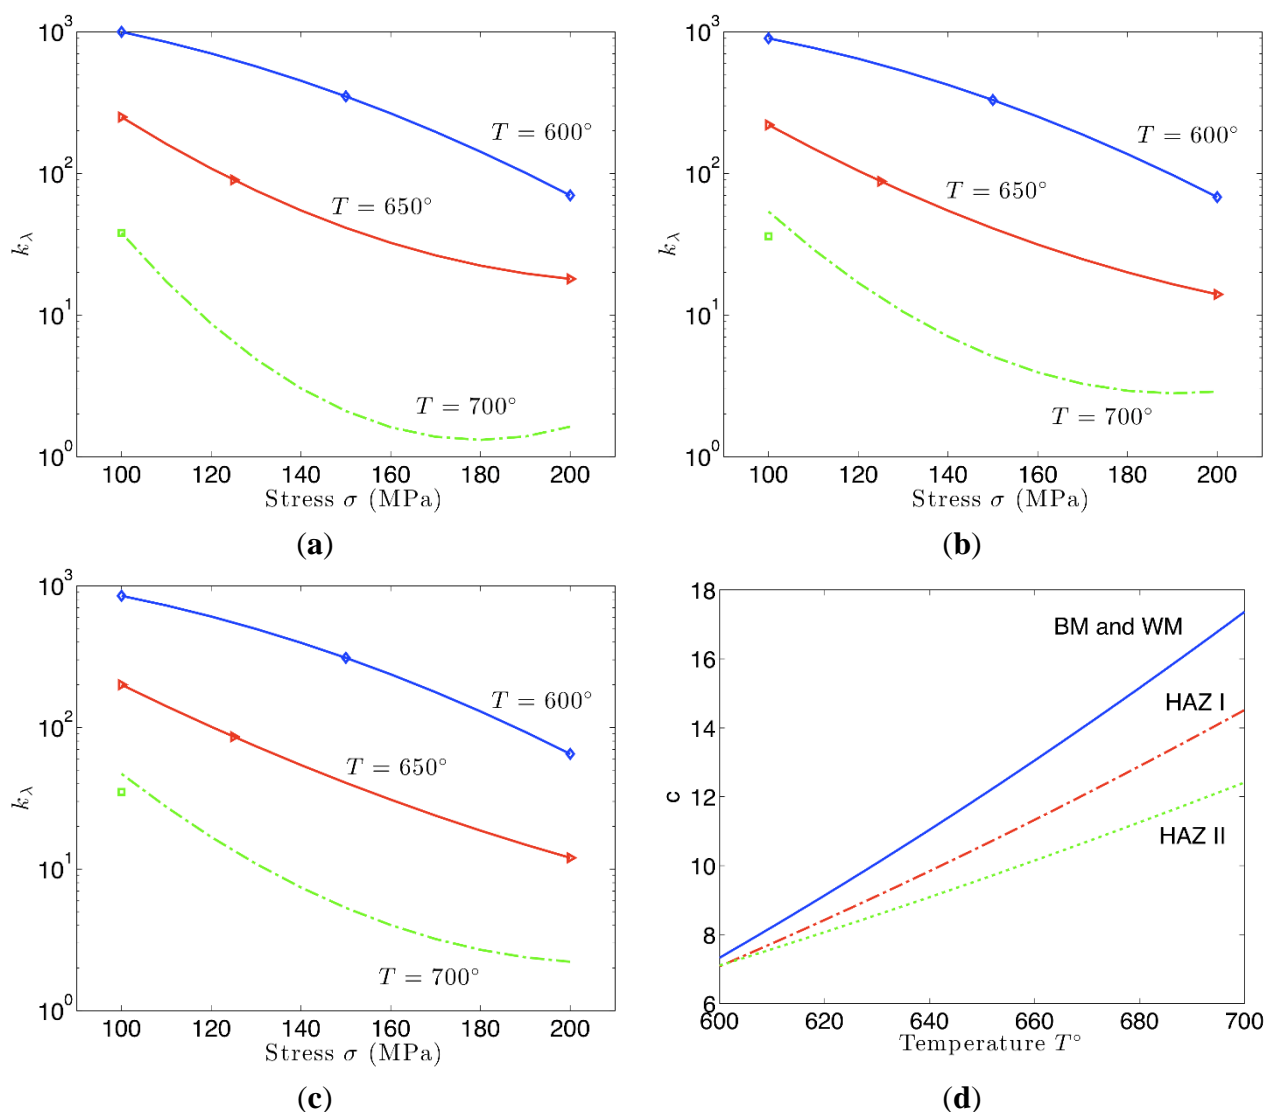 10^3
10^2
10^1
10^0
k_λ
T = 600°
T = 650°
T = 700°
100 120 140 160 180 200
Stress σ (MPa)
(a)
10^3
10^2
10^1
10^0
k_λ
T = 600°
T = 650°
T = 700°
100 120 140 160 180 200
Stress σ (MPa)
(b)
10^3
10^2
10^1
10^0
k_λ
T = 600°
T = 650°
T = 700°
100 120 140 160 180 200
Stress σ (MPa)
(c)
18
16
14
12
10
8
6
c
BM and WM
HAZ I
HAZ II
600 620 640 660 680 700
Temperature T°
(d)